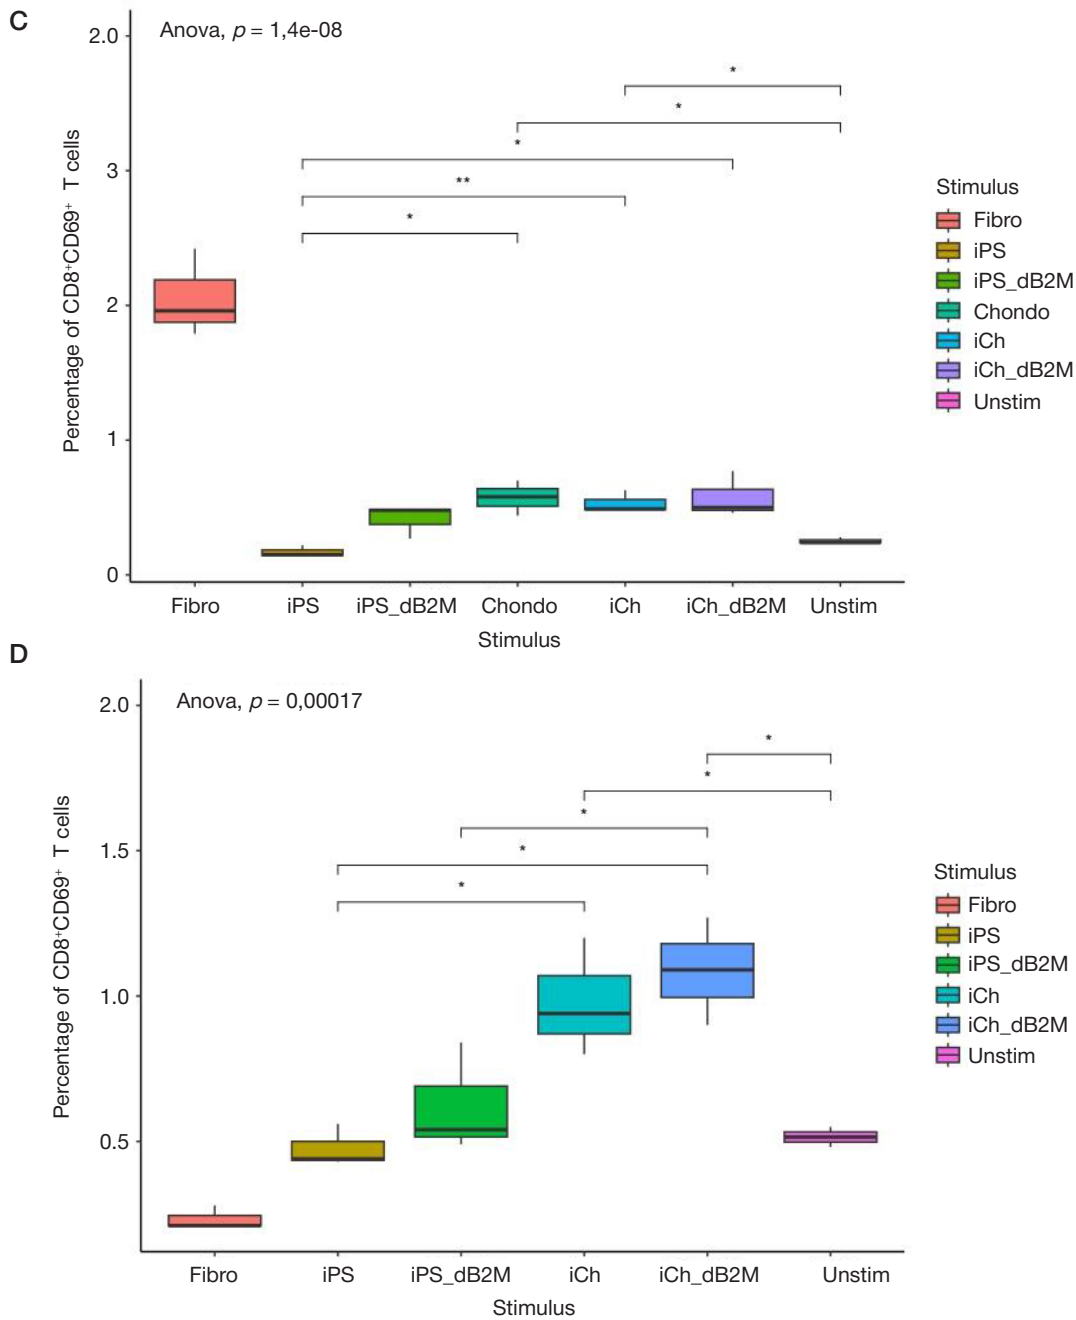 C
Anova, p = 1,4e-08
2.0
3
2
1
0
Percentage of CD8⁺CD69⁺ T cells
*
*
*
**
*
Fibro iPS iPS_dB2M Chondo iCh iCh_dB2M Unstim
Stimulus
Stimulus
Fibro
iPS
iPS_dB2M
Chondo
iCh
iCh_dB2M
Unstim
D
Anova, p = 0,00017
2.0
1.5
1.0
0.5
Percentage of CD8⁺CD69⁺ T cells
*
*
*
*
*
Fibro iPS iPS_dB2M iCh iCh_dB2M Unstim
Stimulus
Stimulus
Fibro
iPS
iPS_dB2M
iCh
iCh_dB2M
Unstim